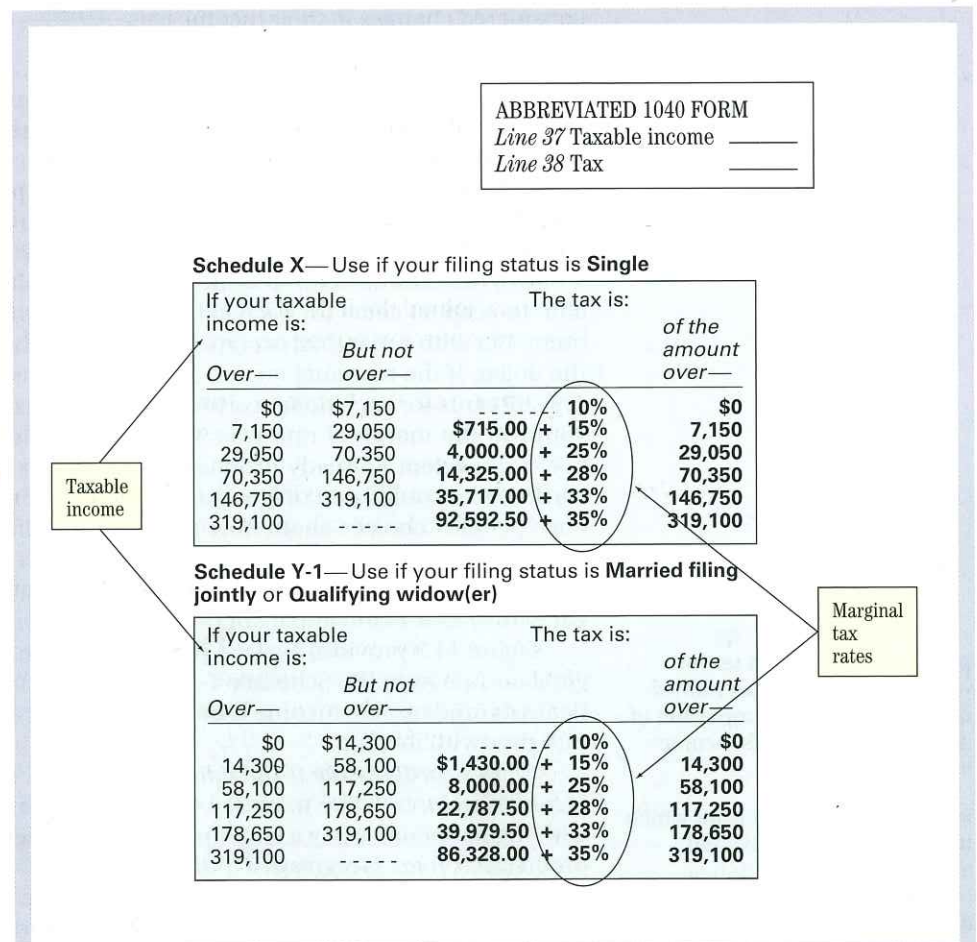 ABBREVIATED 1040 FORM
Line 37 Taxable income ______
Line 38 Tax ______
Schedule X—Use if your filing status is Single
If your taxable income is: The tax is:
Over— But not over— of the amount over—
$0 $7,150 ------- 10% $0
7,150 29,050 $715.00 + 15% 7,150
29,050 70,350 4,000.00 + 25% 29,050
70,350 146,750 14,325.00 + 28% 70,350
146,750 319,100 35,717.00 + 33% 146,750
319,100 ----- 92,592.50 + 35% 319,100
Taxable
income
Schedule Y-1—Use if your filing status is Married filing
jointly or Qualifying widow(er)
If your taxable income is: The tax is:
Over— But not over— of the amount over—
$0 $14,300 ------- 10% $0
14,300 58,100 $1,430.00 + 15% 14,300
58,100 117,250 8,000.00 + 25% 58,100
117,250 178,650 22,787.50 + 28% 117,250
178,650 319,100 39,979.50 + 33% 178,650
319,100 ----- 86,328.00 + 35% 319,100
Marginal
tax
rates